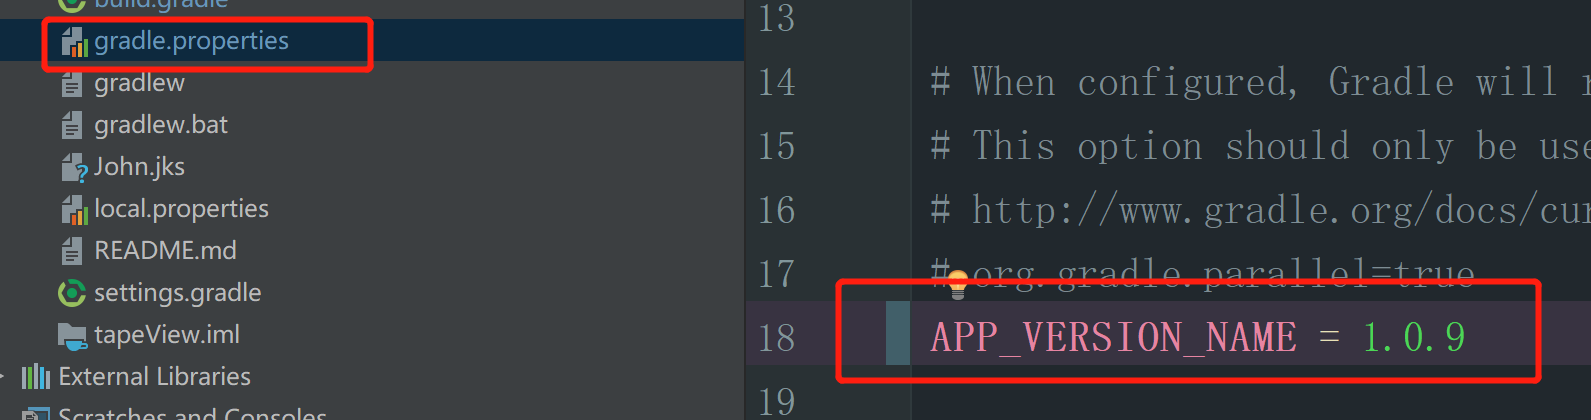 build.gradle
gradle.properties
gradlew
gradlew.bat
John.jks
local.properties
README.md
settings.gradle
tapeView.iml
External Libraries
Scratches and Consoles
13
14 # When configured, Gradle will r
15 # This option should only be use
16 # http://www.gradle.org/docs/cur
17 # org.gradle.parallel=true
18 APP_VERSION_NAME = 1.0.9
19